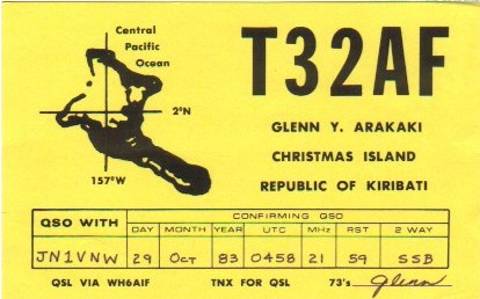 Central
Pacific
Ocean
T32AF
2°N
157°W
GLENN Y. ARAKAKI
CHRISTMAS ISLAND
REPUBLIC OF KIRIBATI
QSO WITH
CONFIRMING QSO
DAY MONTH YEAR UTC MHz RST 2 WAY
JN1VNW 29 Oct 83 0458 21 59 SSB
QSL VIA WH6AIF TNX FOR QSL 73's Glenn